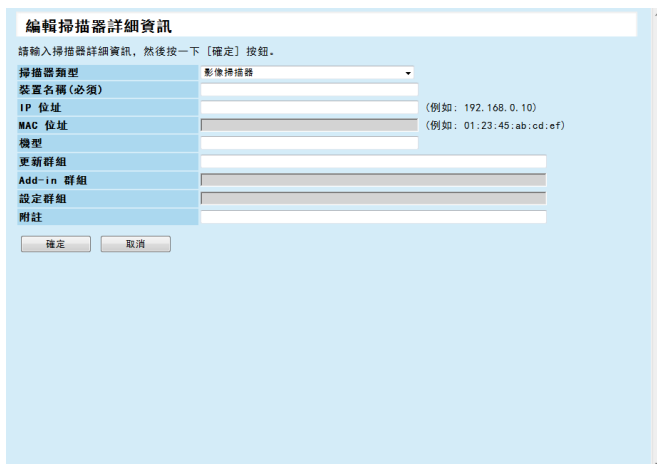 編輯掃描器詳細資訊
請輸入掃描器詳細資訊，然後按一下［確定］按鈕。
掃描器類型 影像掃描器
裝置名稱(必須)
IP 位址 (例如: 192.168.0.10)
MAC 位址 (例如: 01:23:45:ab:cd:ef)
機型
更新群組
Add-in 群組
設定群組
附註
確定 取消